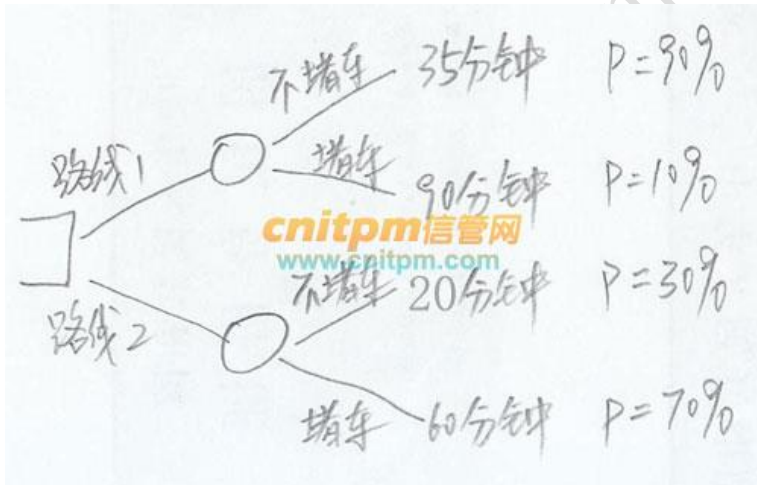 不堵车 35分钟 P=90%
路线1
堵车 90分钟 P=10%
cnitpm信管网
www.cnitpm.com
不堵车 20分钟 P=30%
路线2
堵车 60分钟 P=70%